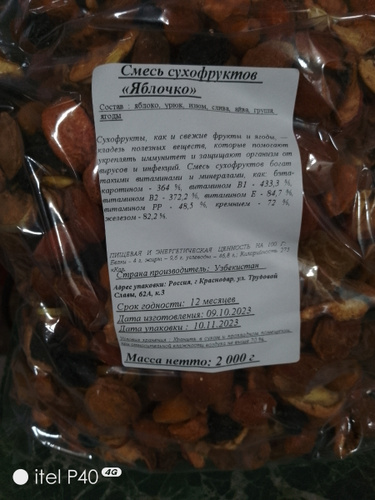 Смесь сухофруктов
«Яблочко»
Состав : яблоко, урюк, изюм, слива, айва, груша,
ягоды
Сухофрукты, как и свежие фрукты и ягоды, —
кладезь полезных веществ, которые помогают
укреплять иммунитет и защищают организм от
вирусов и инфекций. Смесь сухофруктов богат
такими витаминами и минералами, как: бэта-
каротином - 364 %, витамином В1 - 433,3 %,
витамином В2 - 372,2 %, витамином Е - 84,7 %,
витамином РР - 48,5 %, кремнием - 72 %,
железом - 82,2 %.
ПИЩЕВАЯ И ЭНЕРГЕТИЧЕСКАЯ ЦЕННОСТЬ НА 100 Г:
Страна производитель: Узбекистан
Адрес упаковки: Россия, г Краснодар, ул. Трудовой
Славы, 62А, к.3
Срок годности: 12 месяцев
Дата изготовления: 09.10.2023
Дата упаковки : 10.11.2023
Масса нетто: 2 000 г
itel P40 4G